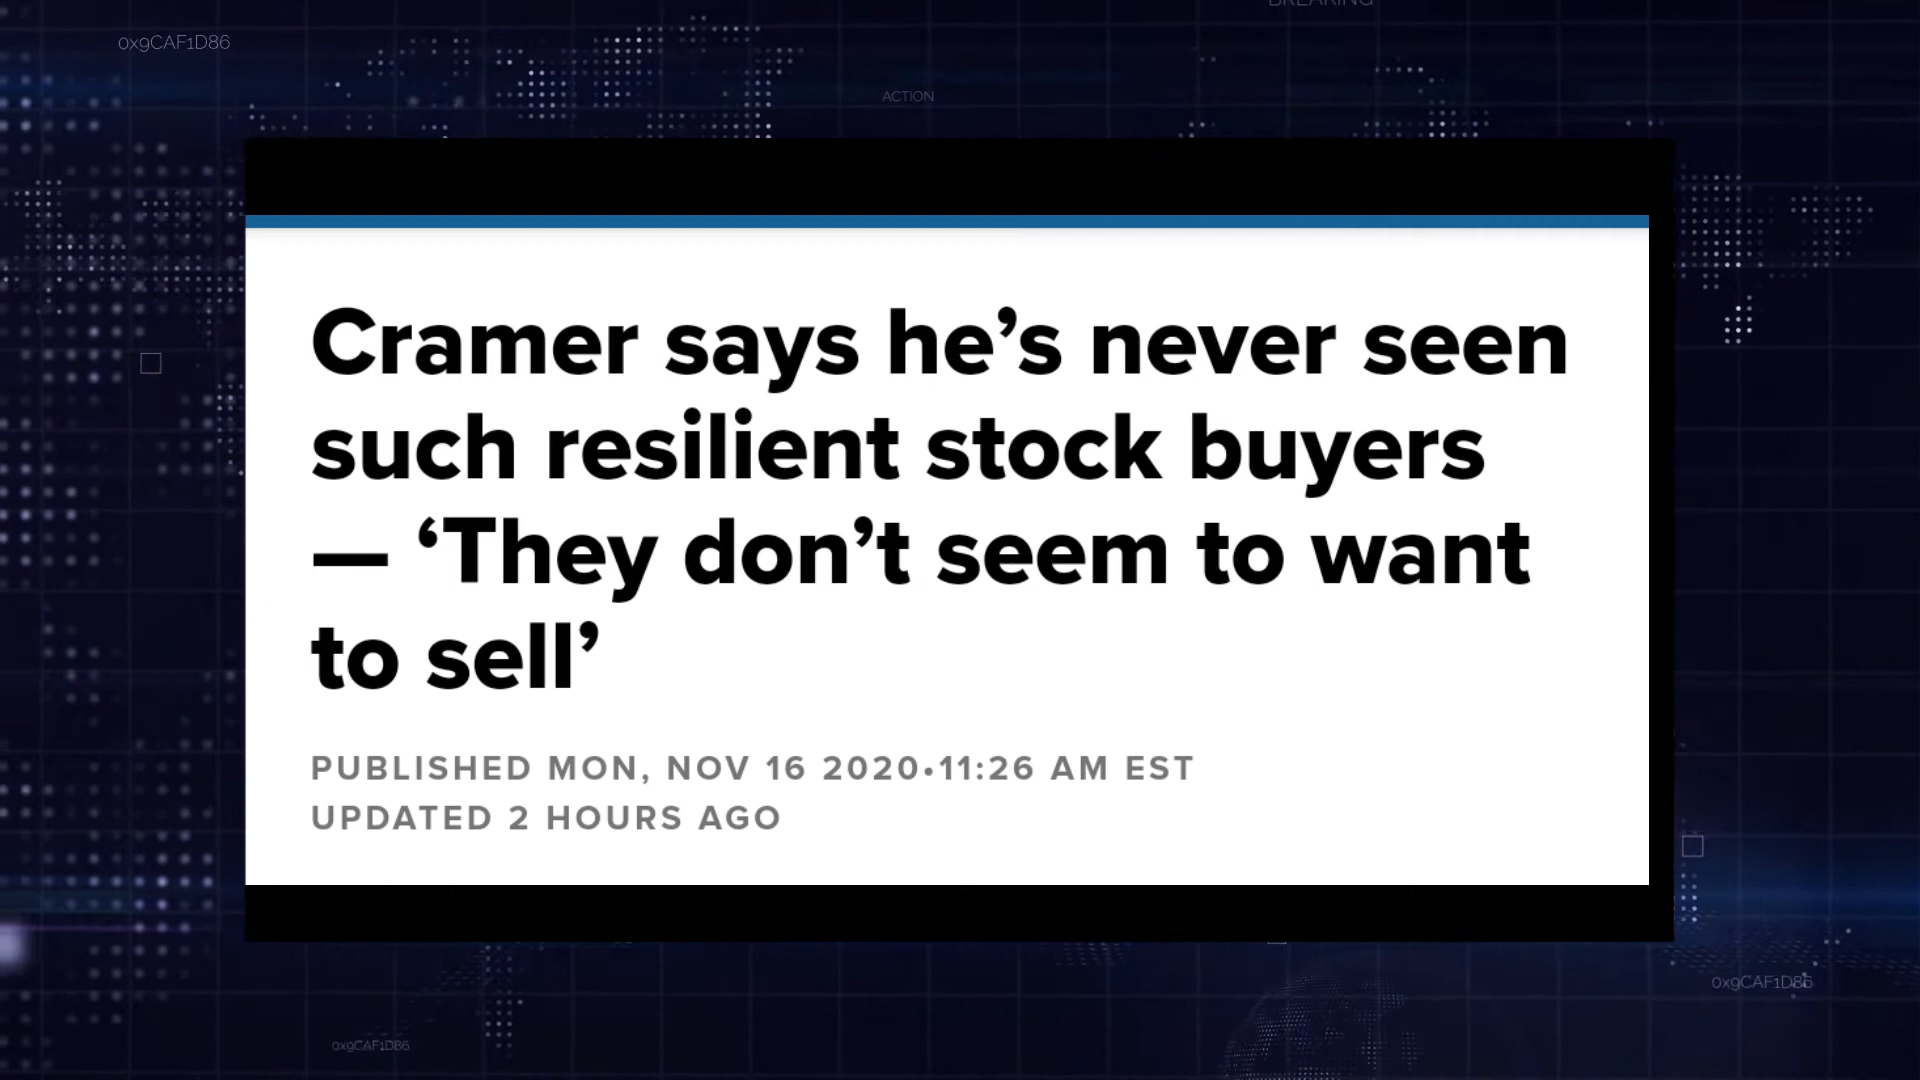 BREAKING
0x9CAF1D86
ACTION
Cramer says he’s never seen
such resilient stock buyers
— ‘They don’t seem to want
to sell’
PUBLISHED MON, NOV 16 2020•11:26 AM EST
UPDATED 2 HOURS AGO
0x9CAF1D86
0x9CAF1D86